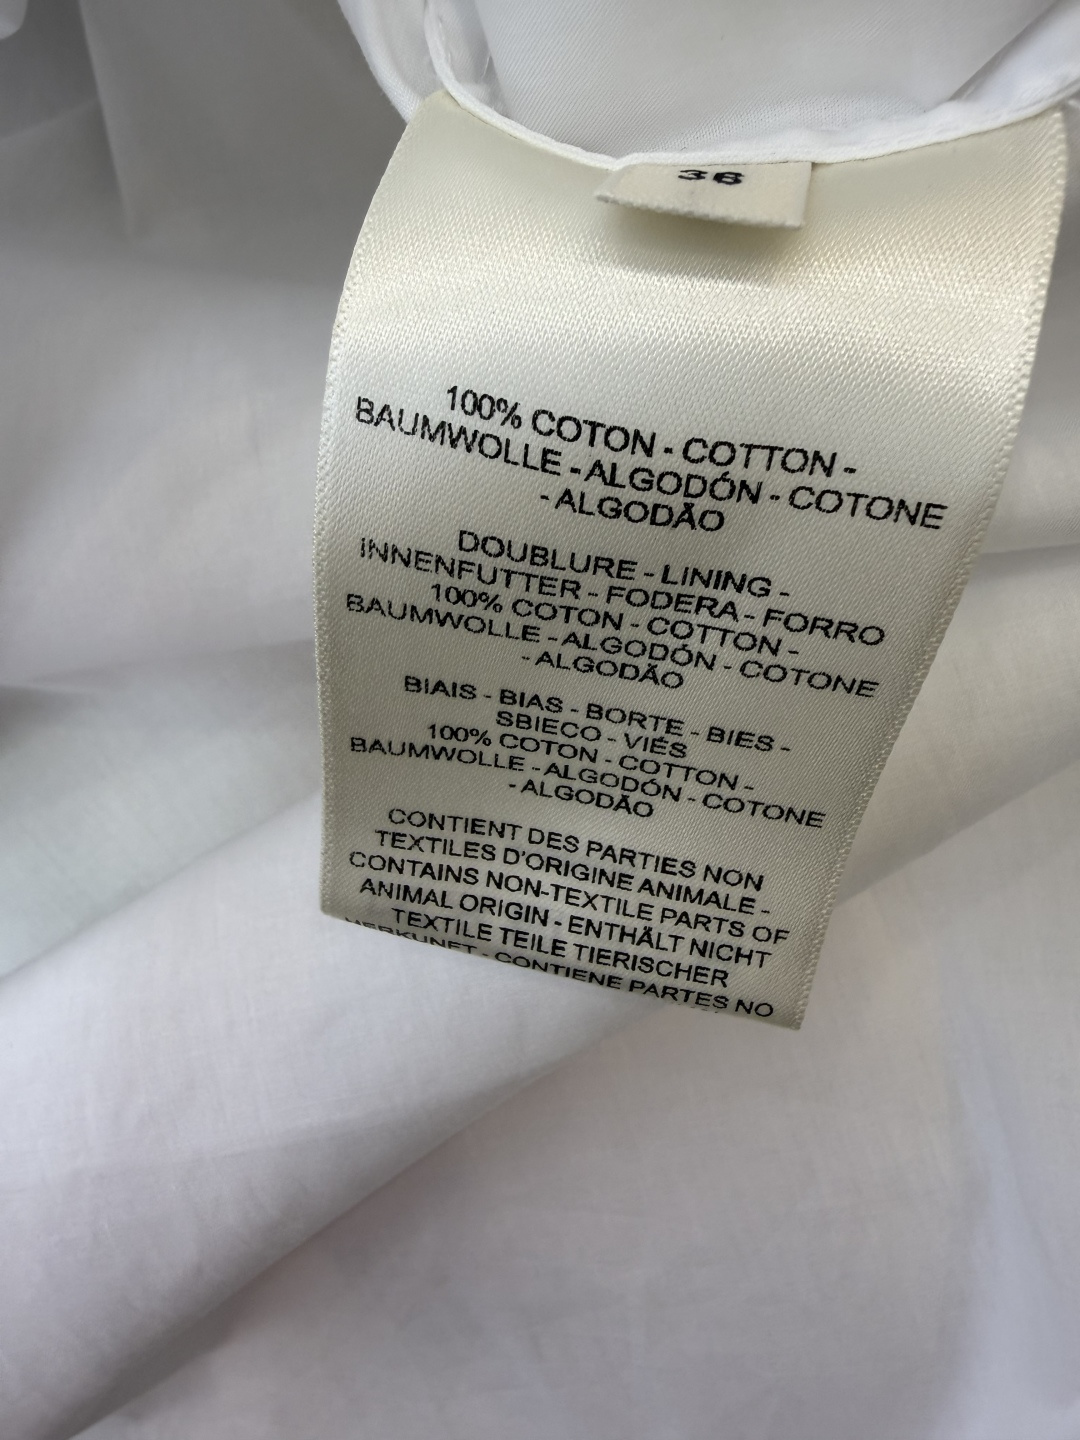 36
100% COTON - COTTON -
BAUMWOLLE - ALGODÓN - COTONE
- ALGODÃO
DOUBLURE - LINING -
INNENFUTTER - FODERA - FORRO
100% COTON - COTTON -
BAUMWOLLE - ALGODÓN - COTONE
- ALGODÃO
BIAIS - BIAS - BORTE - BIES -
SBIECO - VIÉS
100% COTON - COTTON -
BAUMWOLLE - ALGODÓN - COTONE
- ALGODÃO
CONTIENT DES PARTIES NON
TEXTILES D'ORIGINE ANIMALE -
CONTAINS NON-TEXTILE PARTS OF
ANIMAL ORIGIN - ENTHÄLT NICHT
TEXTILE TEILE TIERISCHER
HERKUNFT - CONTIENE PARTES NO